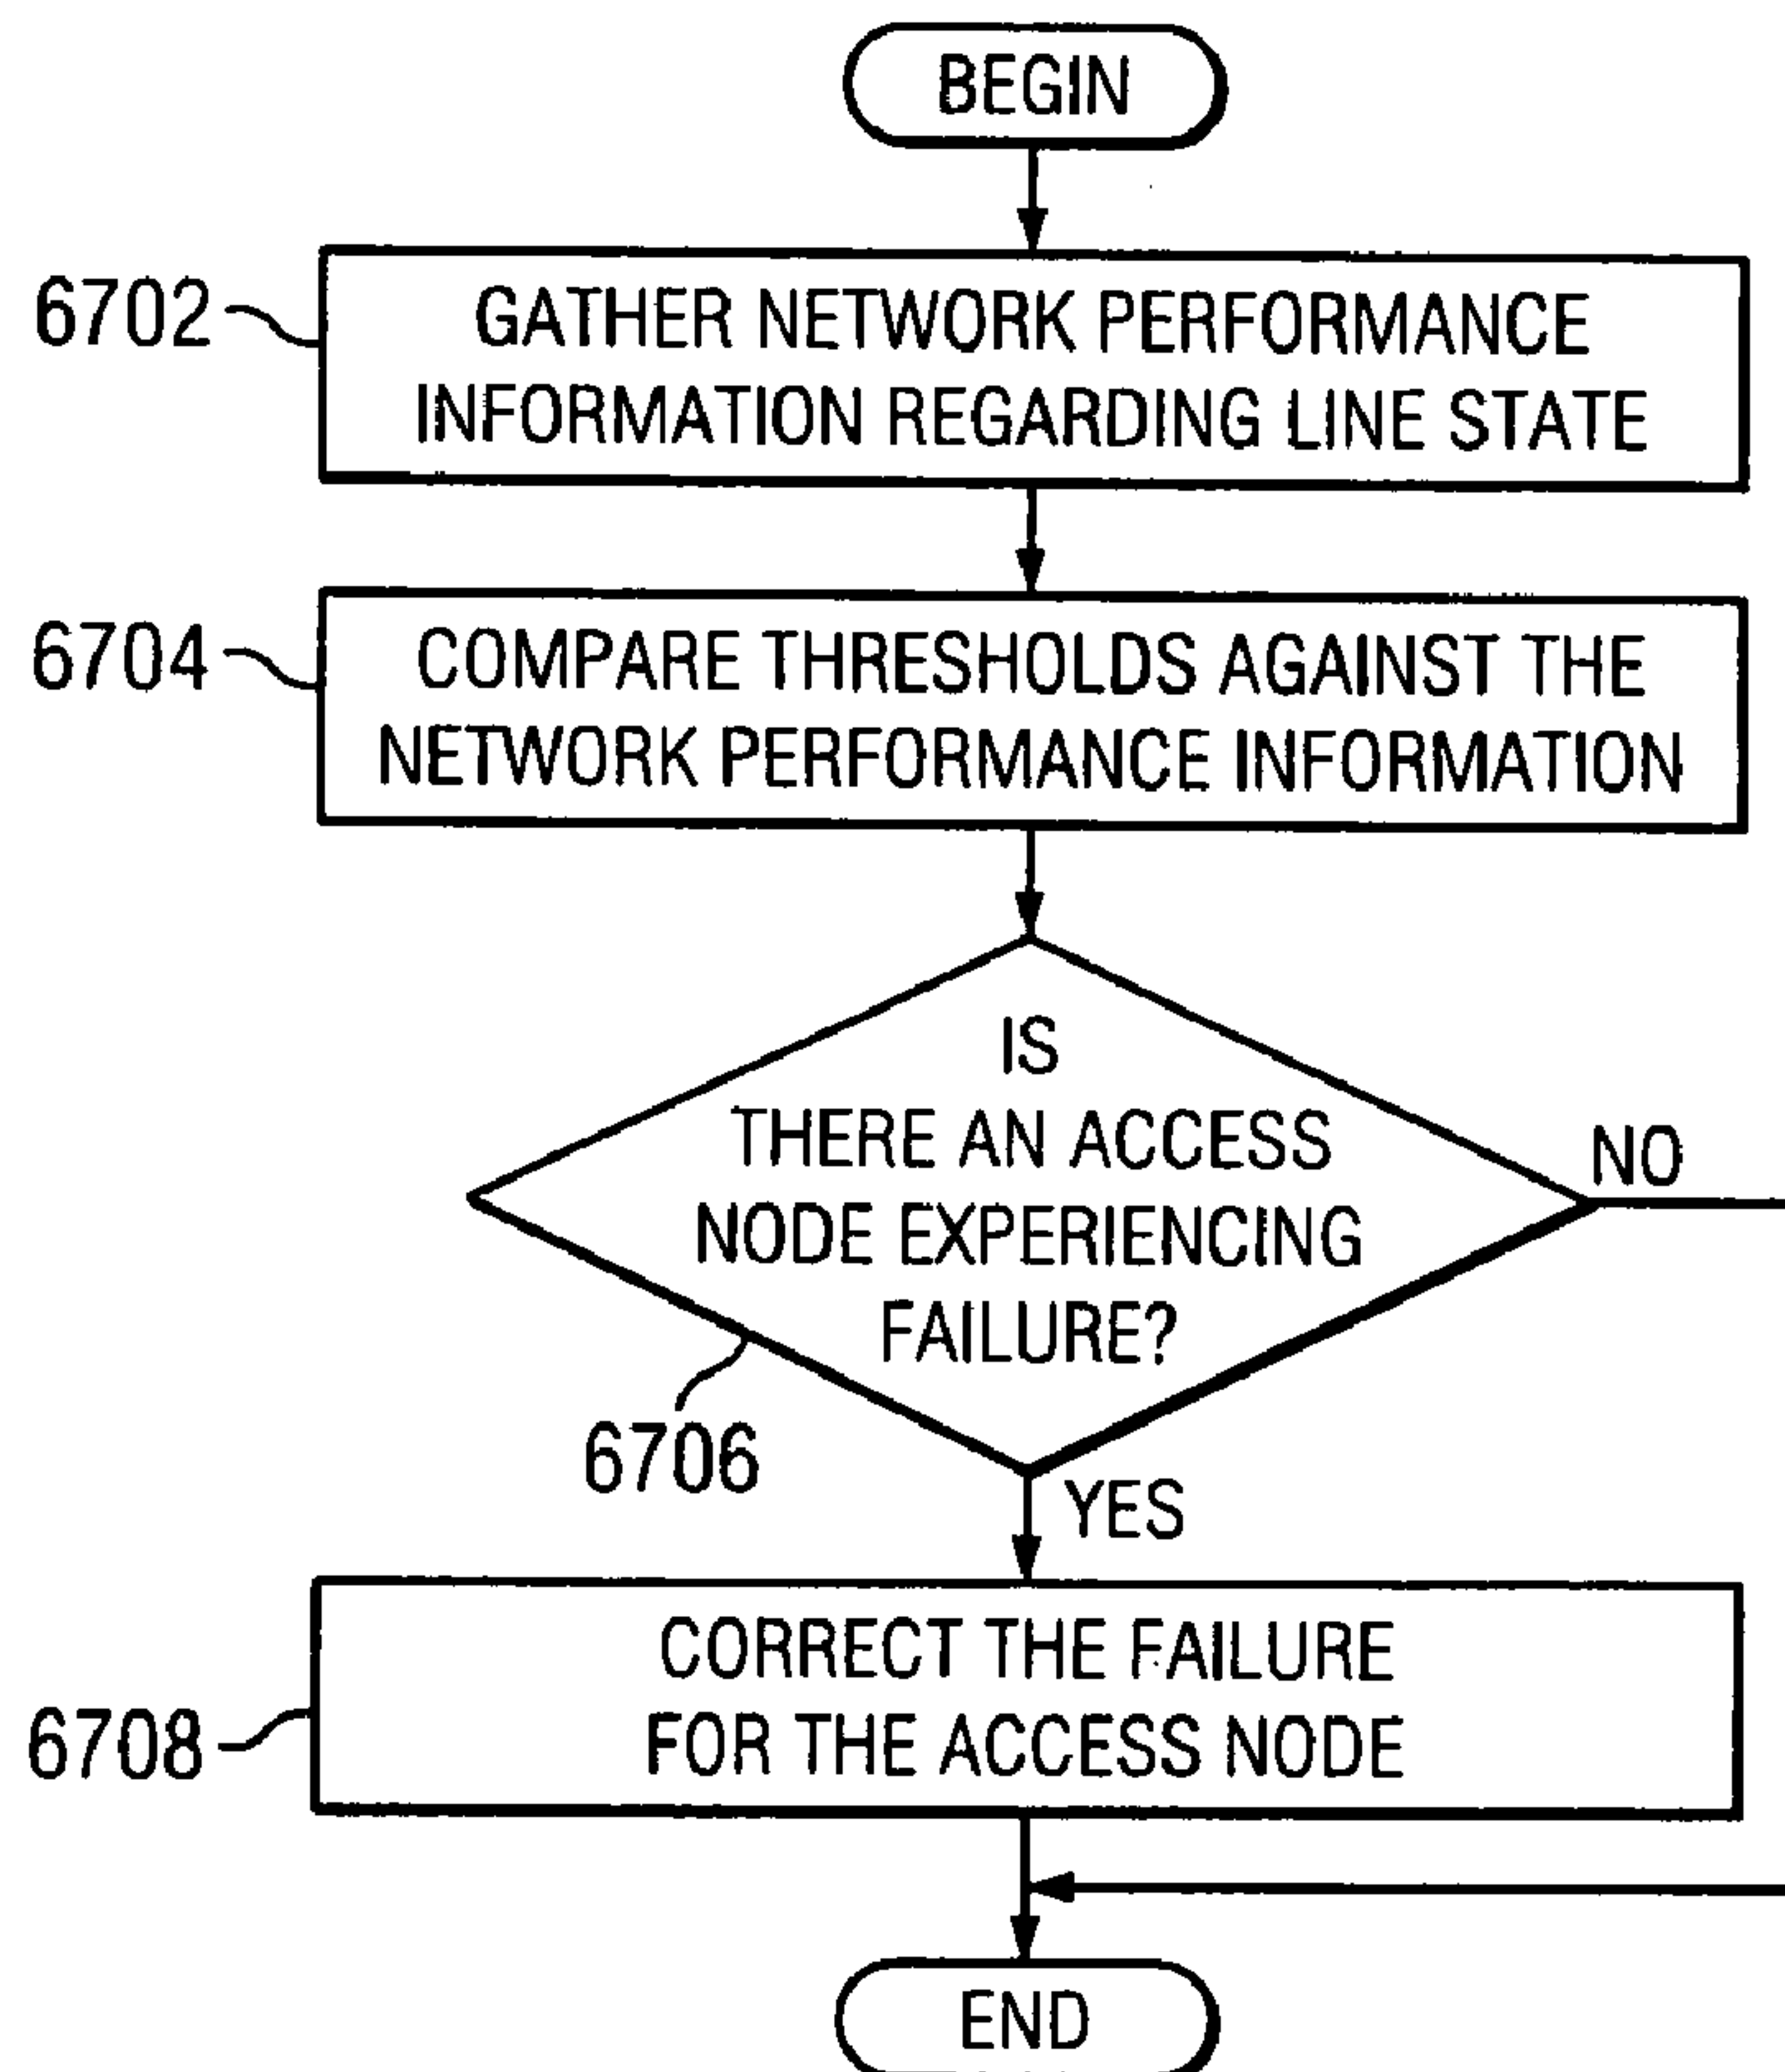 BEGIN
6702
GATHER NETWORK PERFORMANCE
INFORMATION REGARDING LINE STATE
6704
COMPARE THRESHOLDS AGAINST THE
NETWORK PERFORMANCE INFORMATION
IS
THERE AN ACCESS
NODE EXPERIENCING
FAILURE?
NO
6706
YES
CORRECT THE FAILURE
FOR THE ACCESS NODE
6708
END